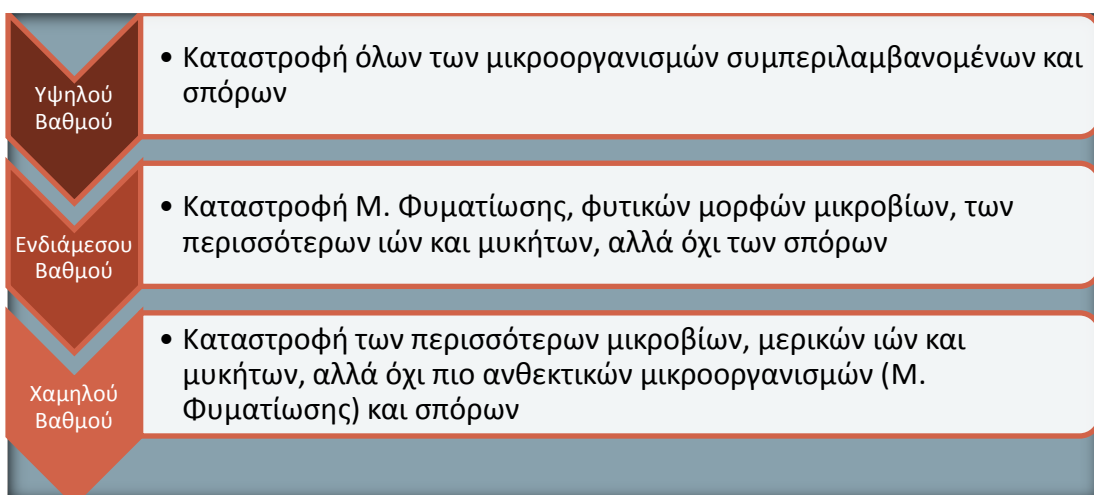 Υψηλού
Βαθμού
• Καταστροφή όλων των μικροοργανισμών συμπεριλαμβανομένων και
σπόρων
Ενδιάμεσου
Βαθμού
• Καταστροφή Μ. Φυματίωσης, φυτικών μορφών μικροβίων, των
περισσότερων ιών και μυκήτων, αλλά όχι των σπόρων
Χαμηλού
Βαθμού
• Καταστροφή των περισσότερων μικροβίων, μερικών ιών και
μυκήτων, αλλά όχι πιο ανθεκτικών μικροοργανισμών (Μ.
Φυματίωσης) και σπόρων